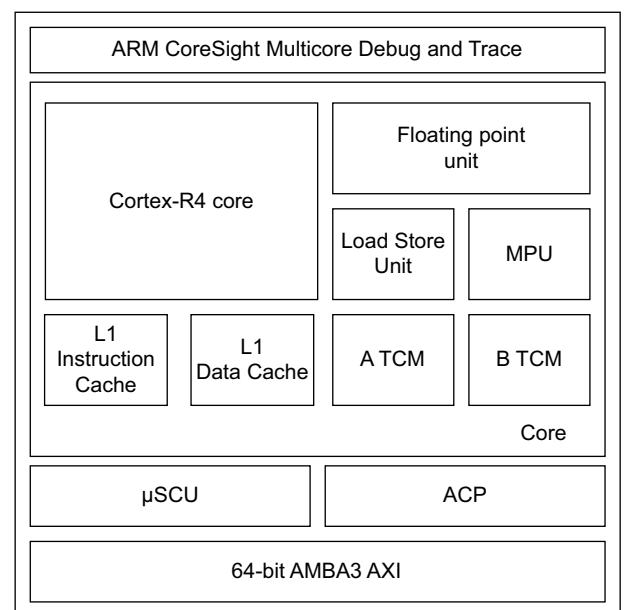 ARM CoreSight Multicore Debug and Trace
Cortex-R4 core
Floating point
unit
Load Store
Unit
MPU
L1
Instruction
Cache
L1
Data Cache
A TCM
B TCM
Core
µSCU
ACP
64-bit AMBA3 AXI